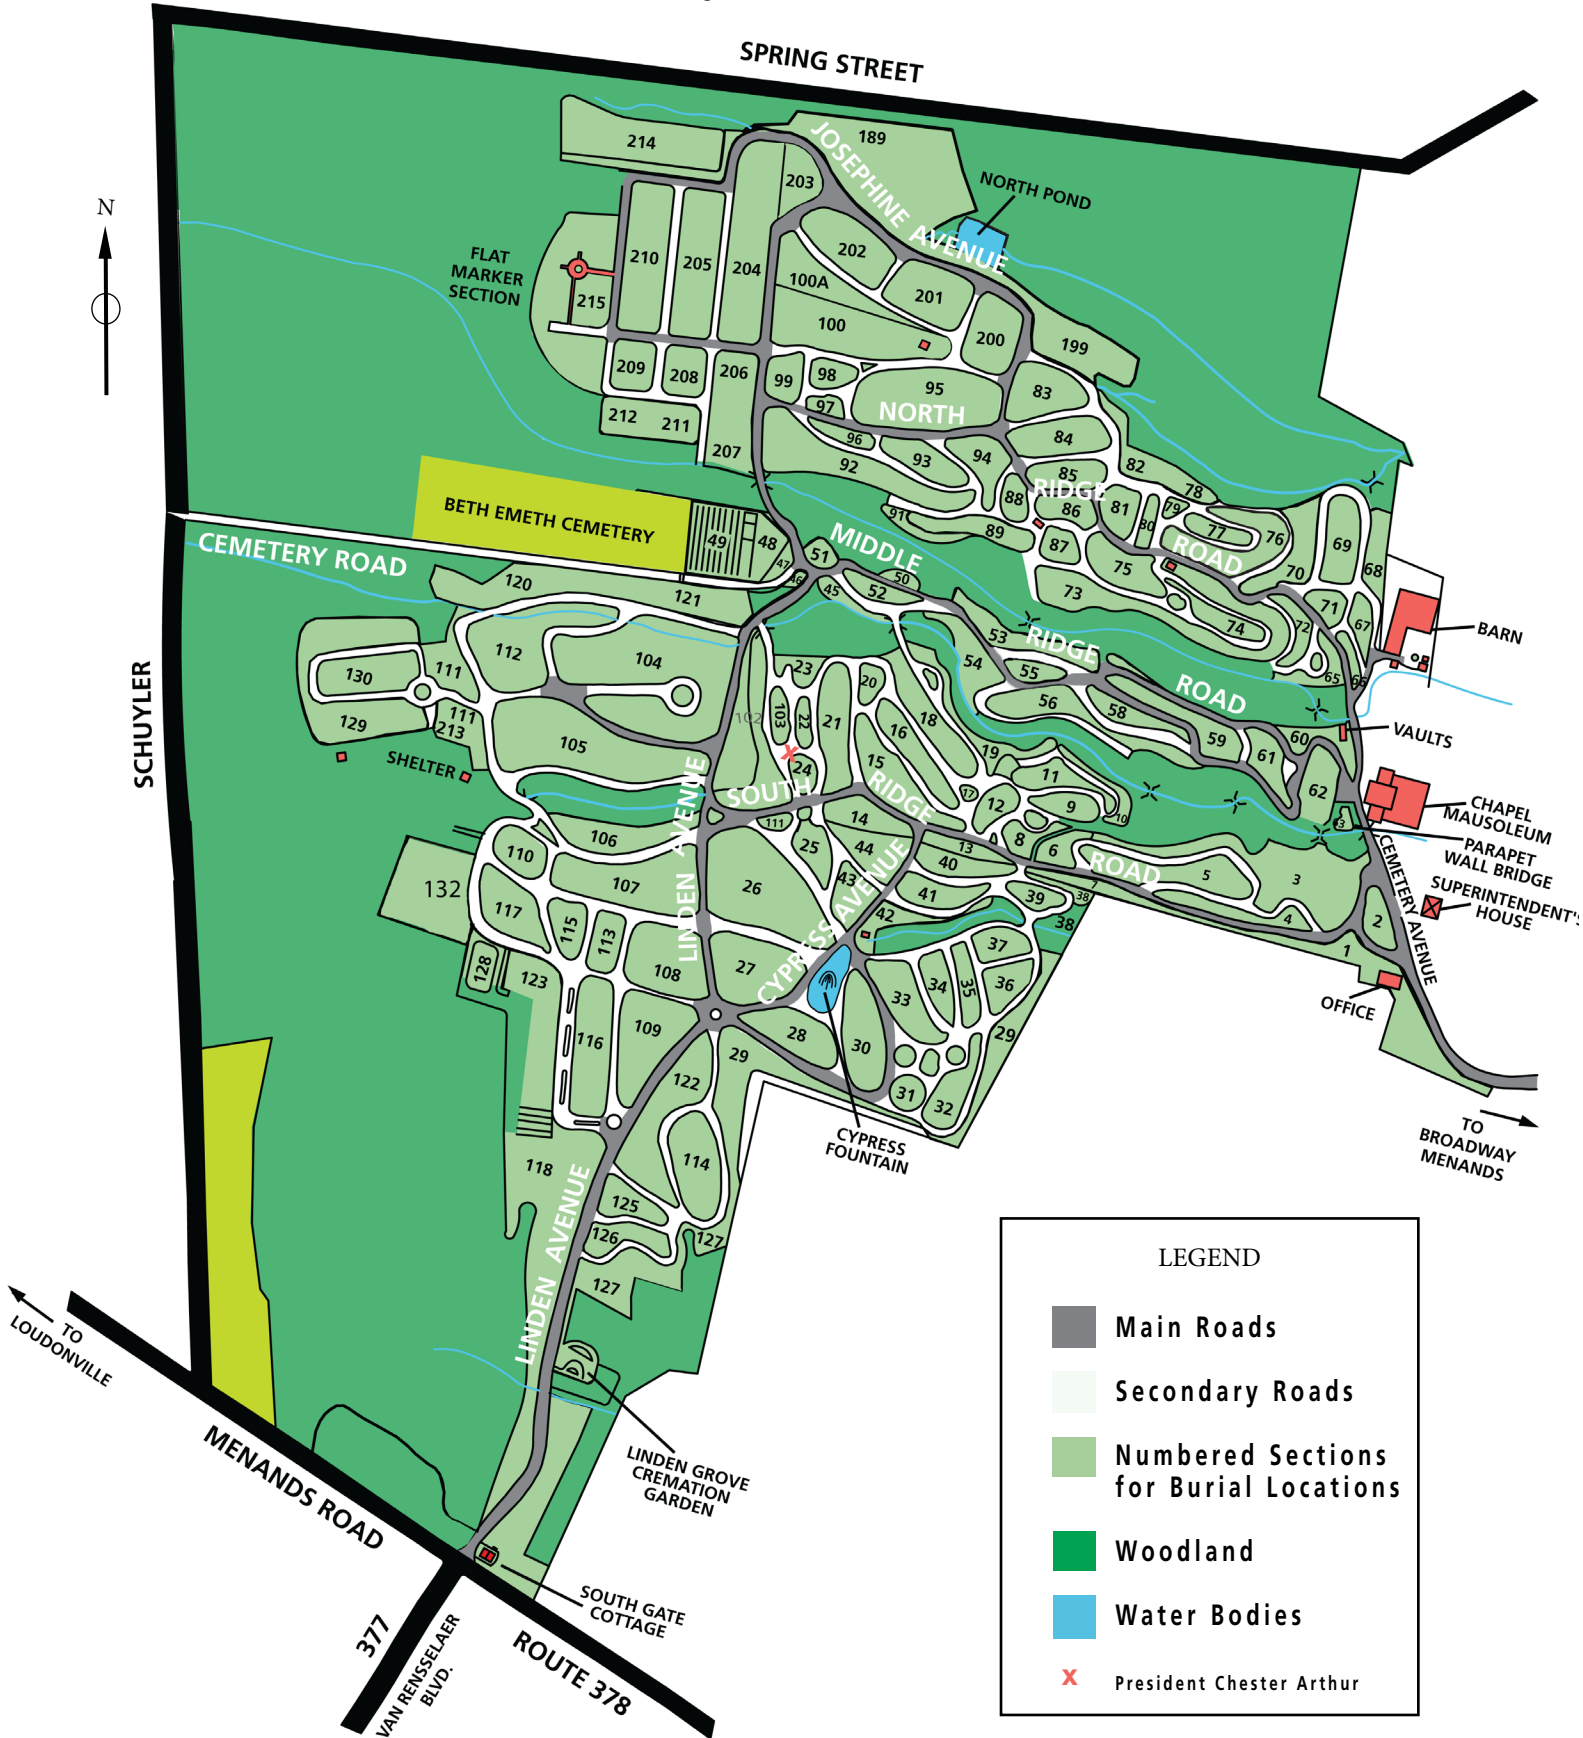 SPRING STREET
189
JOSEPHINE AVENUE
214
203
NORTH POND
N
202
FLAT
MARKER
SECTION
210
205
204
100A
201
215
100
200
199
209
208
206
99
98
95
83
97
NORTH
212
211
96
84
207
92
93
94
82
85
RIDGE
78
88
86
81
80
79
77
76
BETH EMETH CEMETERY
91
89
87
69
49
48
51
MIDDLE
ROAD
47
46
50
75
70
68
CEMETERY ROAD
120
121
45
52
73
71
67
74
72
BARN
53
RIDGE
112
104
54
55
65
66
130
111
23
20
ROAD
129
111
213
102
103
22
21
18
56
58
SCHUYLER
105
16
59
60
VAULTS
SHELTER
24
15
19
61
SOUTH
RIDGE
11
62
17
12
9
10
63
CHAPEL
MAUSOLEUM
111
14
13
8
6
PARAPET
WALL BRIDGE
106
110
25
44
40
ROAD
5
3
SUPERINTENDENT'S
HOUSE
132
107
26
43
41
39
38
7
4
2
CEMETERY AVENUE
117
115
113
LINDEN AVENUE
CYPRESS AVENUE
42
38
1
128
123
108
27
37
33
34
35
36
OFFICE
116
109
28
30
29
29
122
31
32
CYPRESS
FOUNTAIN
TO
BROADWAY
MENANDS
118
114
125
126
127
127
LINDEN AVENUE
LEGEND
Main Roads
Secondary Roads
Numbered Sections
for Burial Locations
Woodland
Water Bodies
x President Chester Arthur
TO
LOUDONVILLE
MENANDS ROAD
LINDEN GROVE
CREMATION
GARDEN
SOUTH GATE
COTTAGE
377
VAN RENSSELAER
BLVD.
ROUTE 378